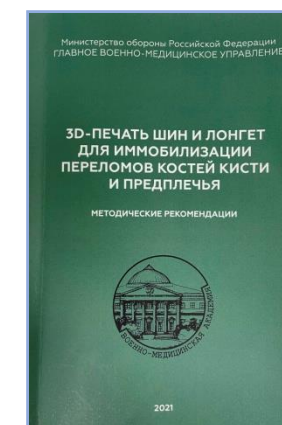 Министерство обороны Российской Федерации
ГЛАВНОЕ ВОЕННО-МЕДИЦИНСКОЕ УПРАВЛЕНИЕ
3D-ПЕЧАТЬ ШИН И ЛОНГЕТ
ДЛЯ ИММОБИЛИЗАЦИИ
ПЕРЕЛОМОВ КОСТЕЙ КИСТИ
И ПРЕДПЛЕЧЬЯ
МЕТОДИЧЕСКИЕ РЕКОМЕНДАЦИИ
ВОЕННО-МЕДИЦИНСКАЯ АКАДЕМИЯ
2021